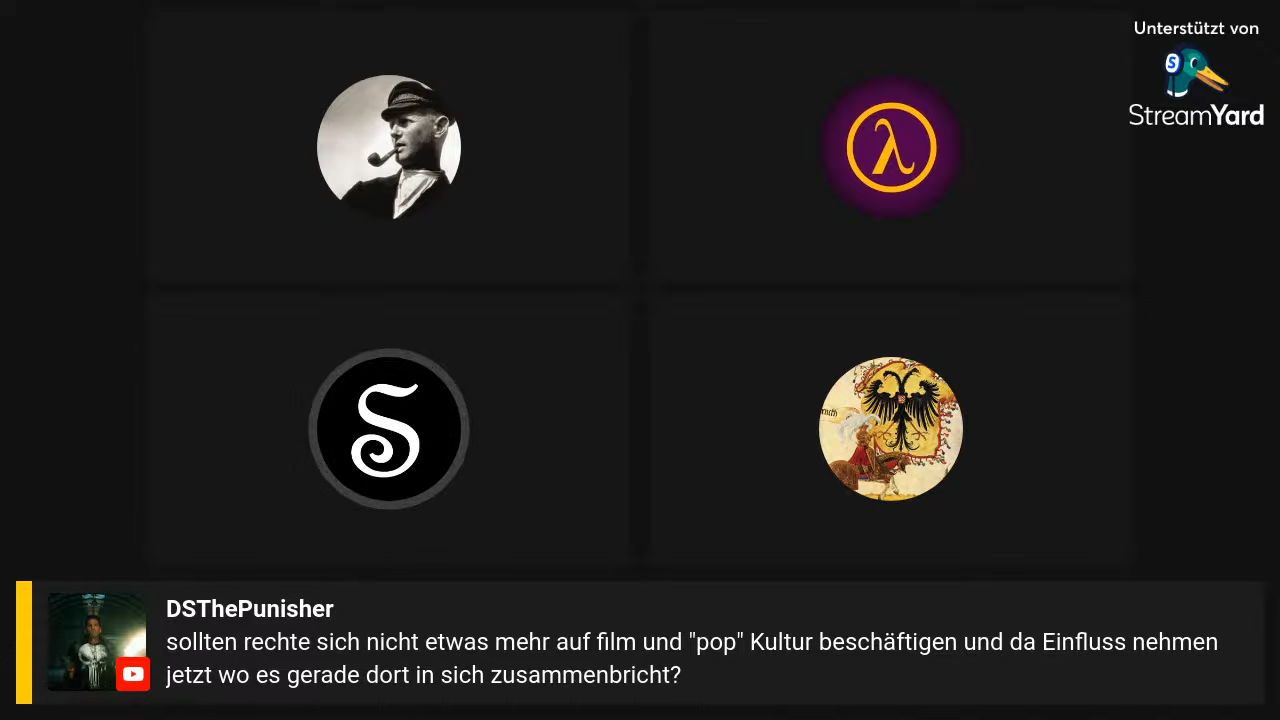 Unterstützt von
StreamYard
DSThePunisher
sollten rechte sich nicht etwas mehr auf film und "pop" Kultur beschäftigen und da Einfluss nehmen
jetzt wo es gerade dort in sich zusammenbricht?